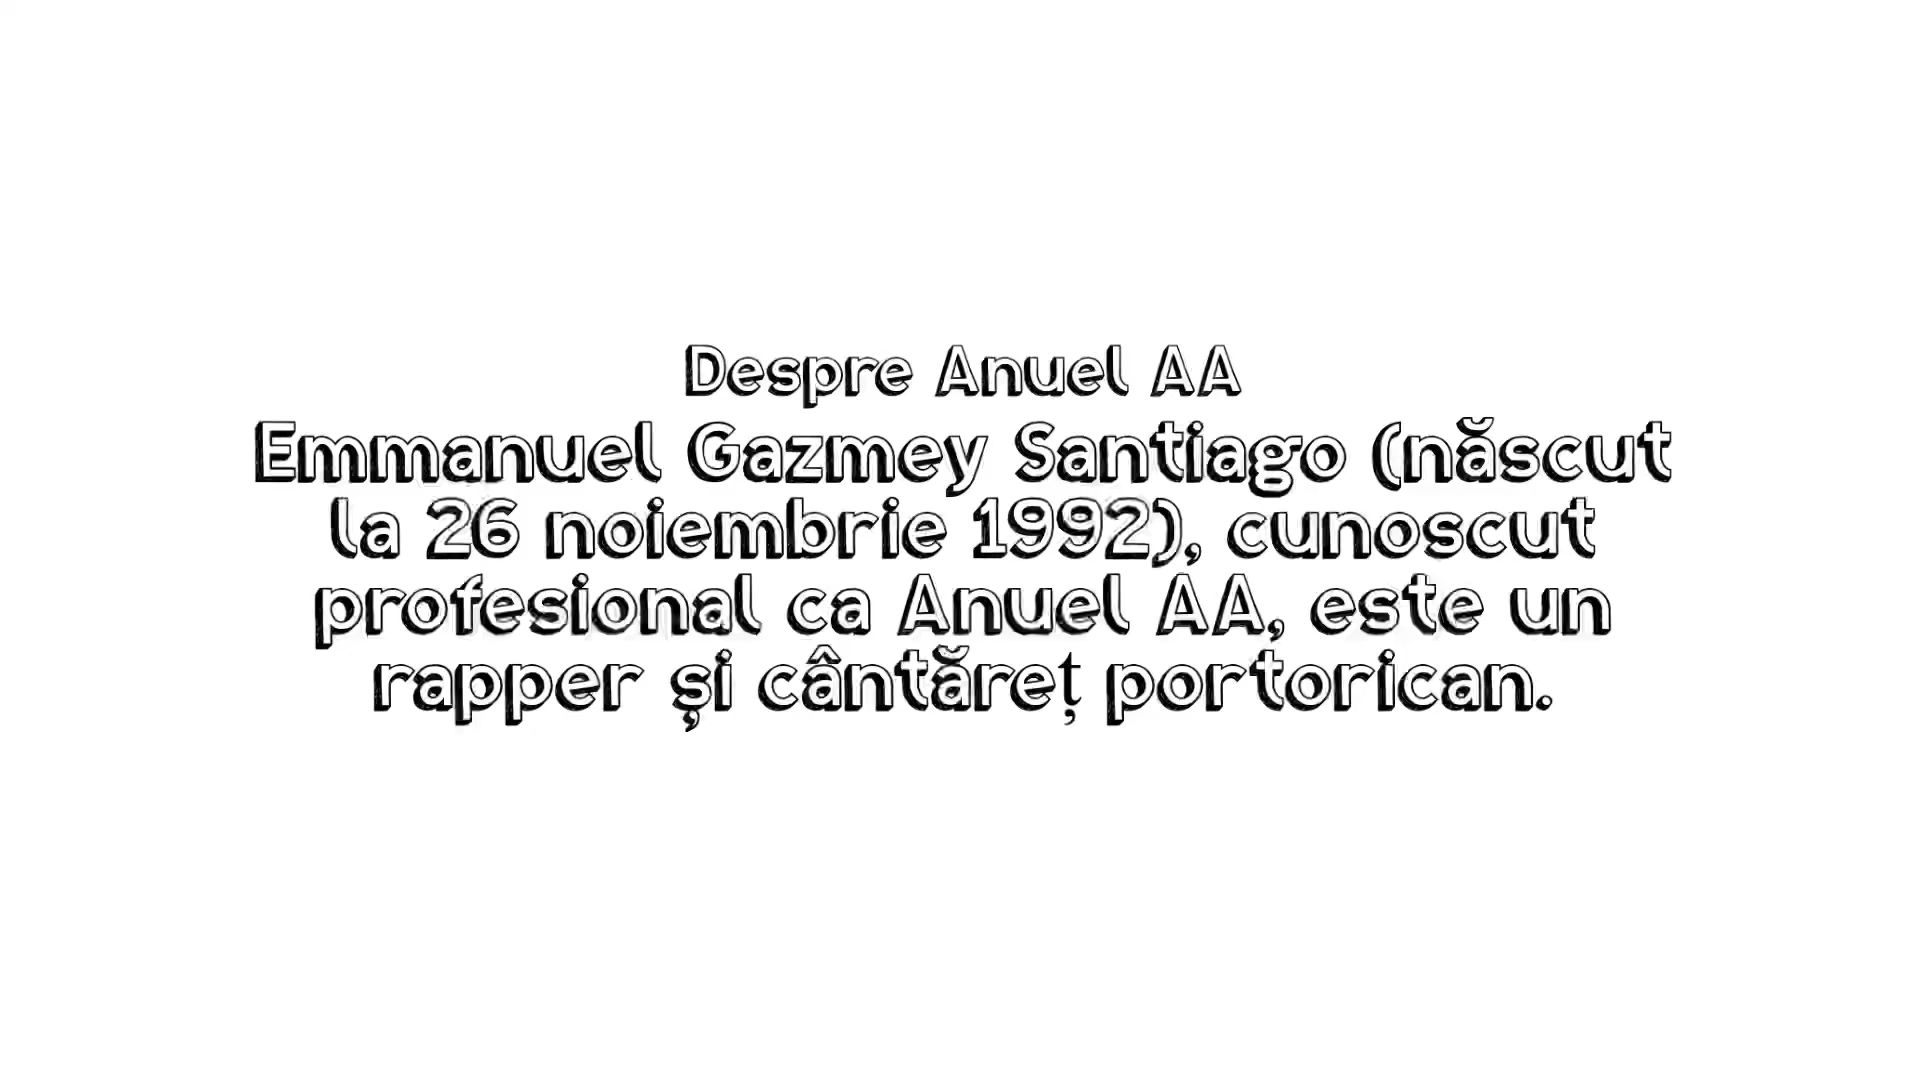 Despre Anuel AA
Emmanuel Gazmey Santiago (născut
la 26 noiembrie 1992), cunoscut
profesional ca Anuel AA, este un
rapper și cântăreț portorican.